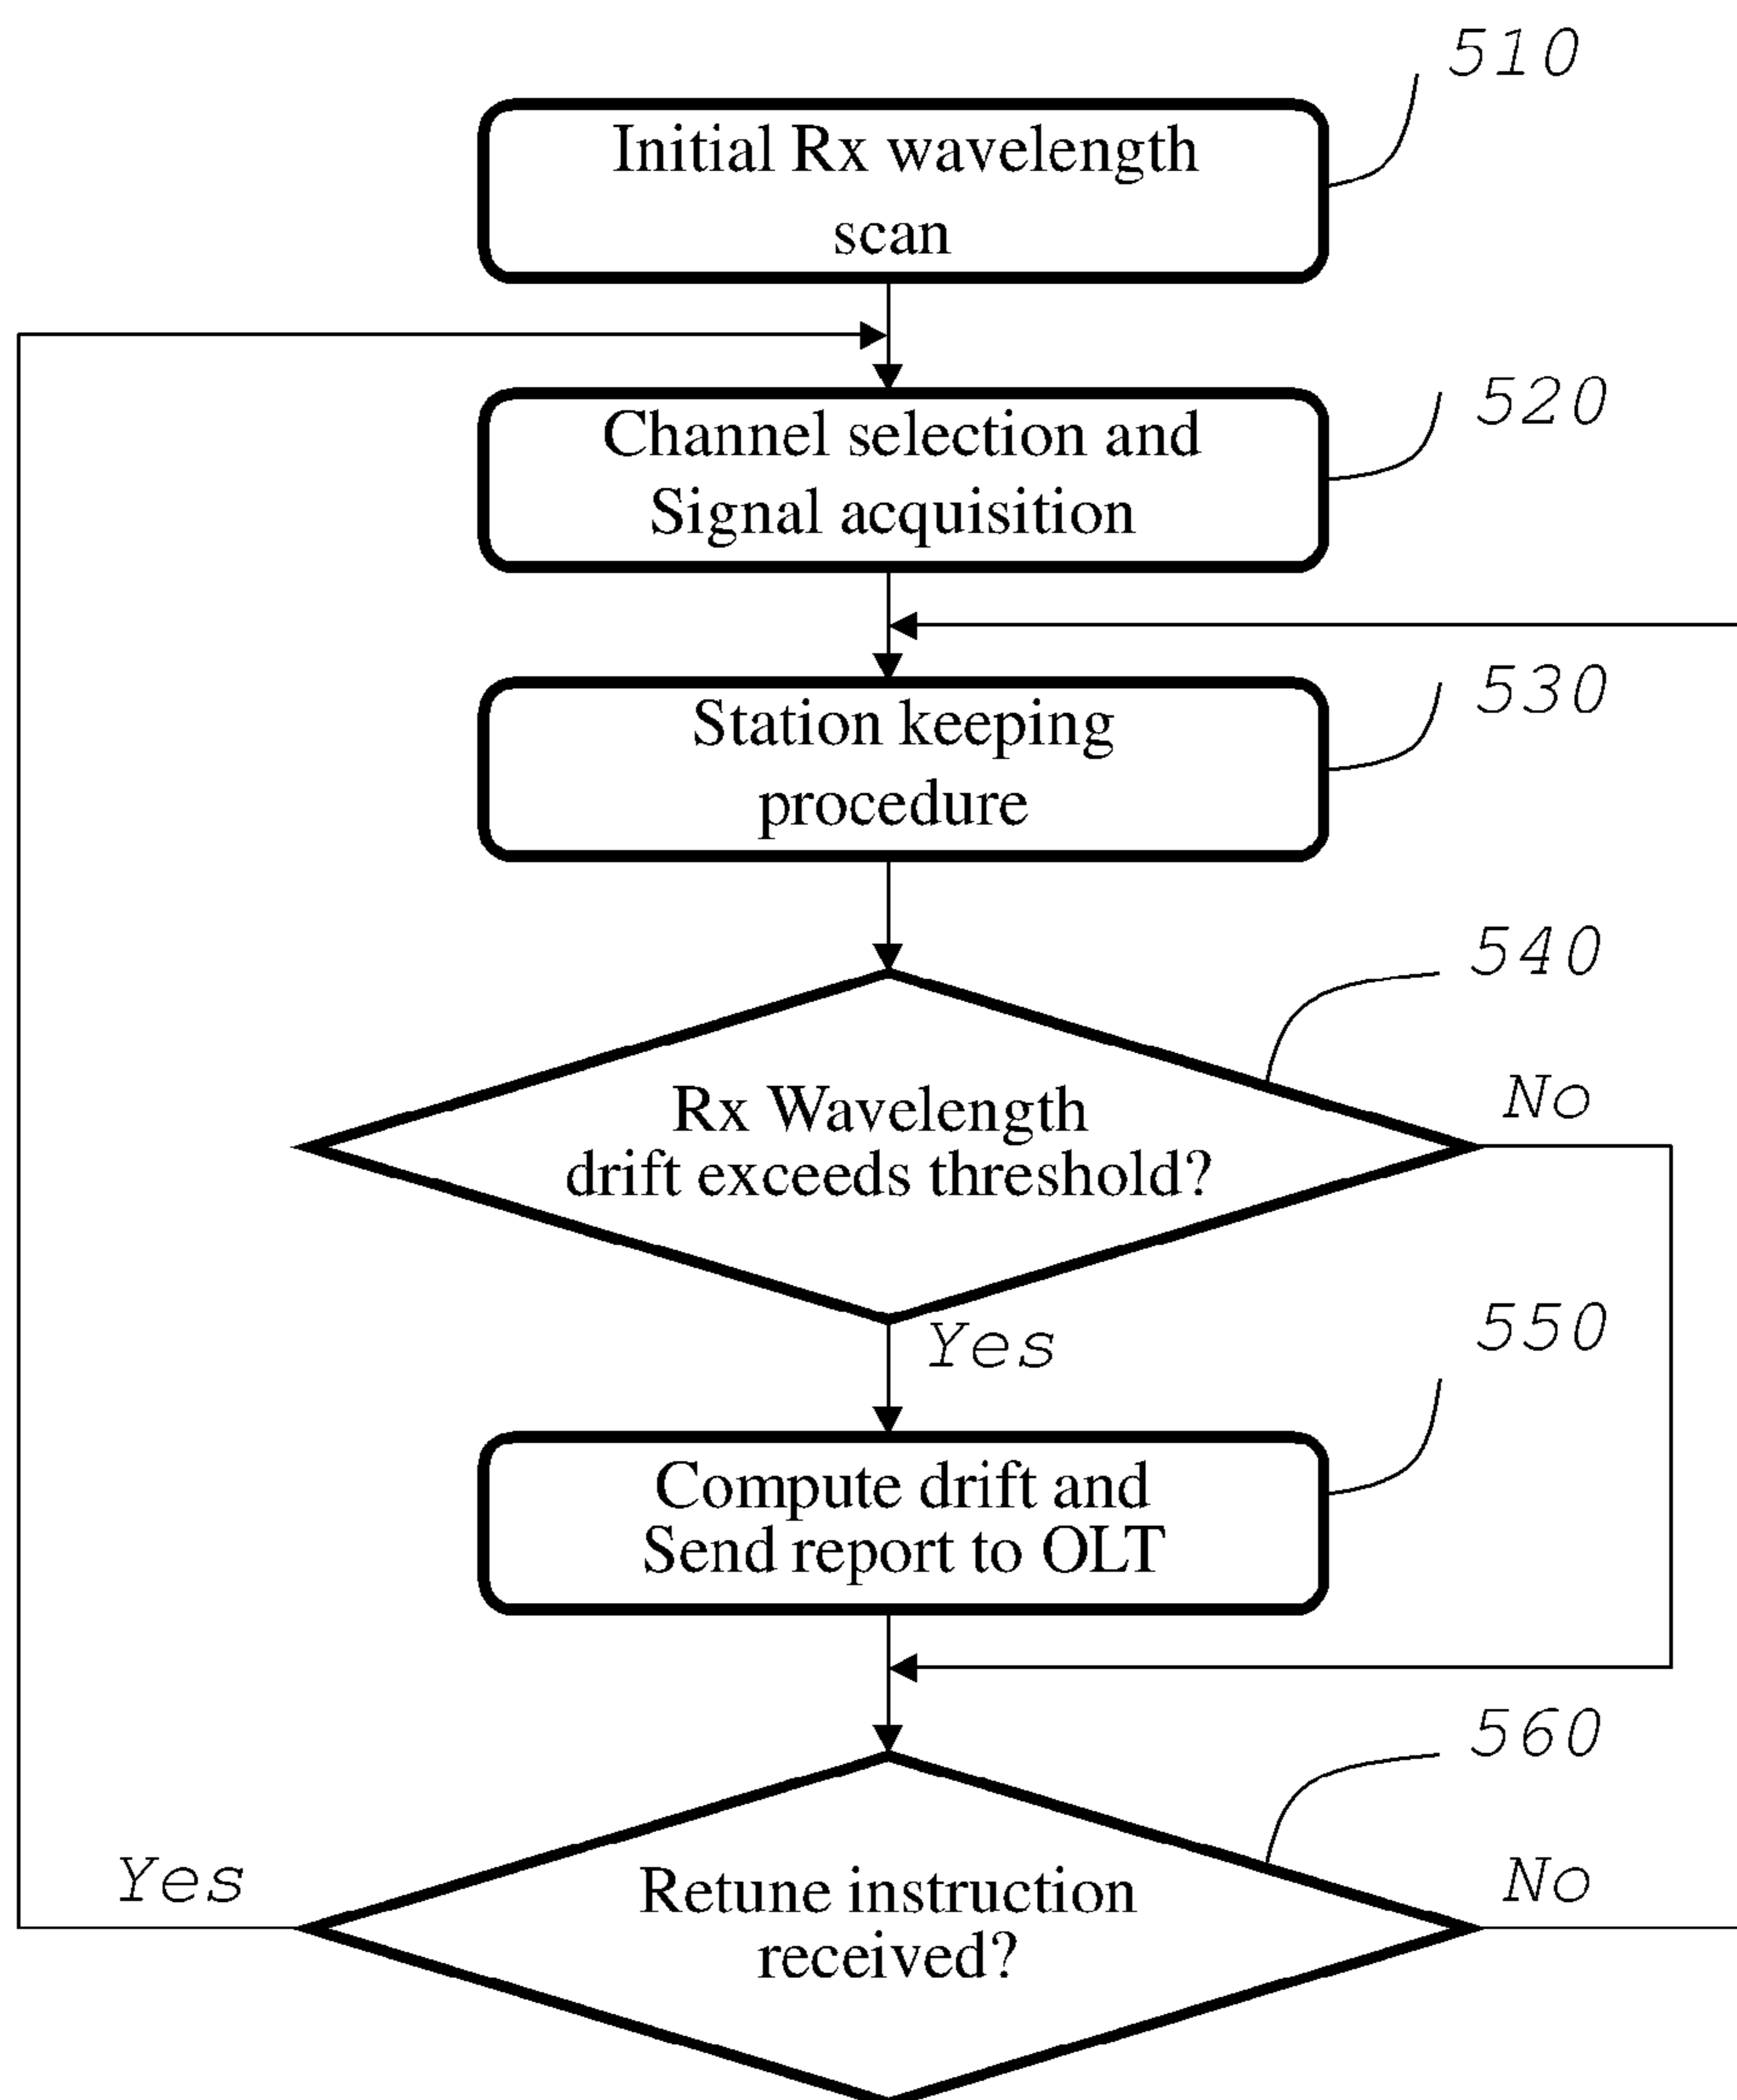 510
Initial Rx wavelength
scan
520
Channel selection and
Signal acquisition
530
Station keeping
procedure
540
No
Rx Wavelength
drift exceeds threshold?
Yes
550
Compute drift and
Send report to OLT
560
Yes
No
Retune instruction
received?